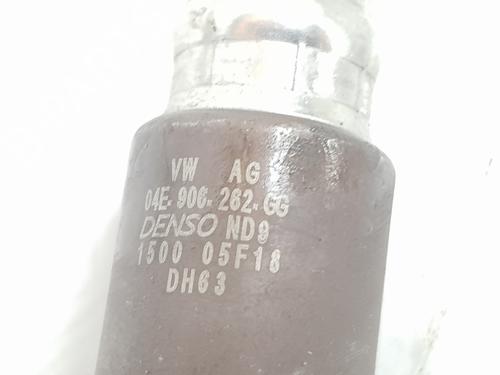 VW AG
04E-906-262-GG
DENSO ND9
1500 05F18
DH63